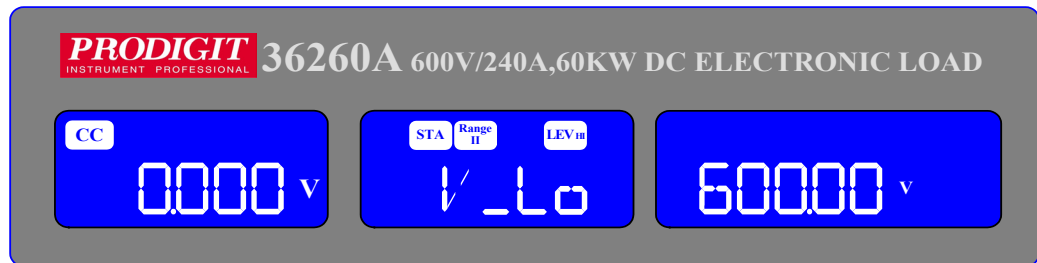 PRODIGIT
INSTRUMENT PROFESSIONAL
36260A 600V/240A,60KW DC ELECTRONIC LOAD
CC
0.000 V
STA Range II LEV HI
V_Lo
600.00 V